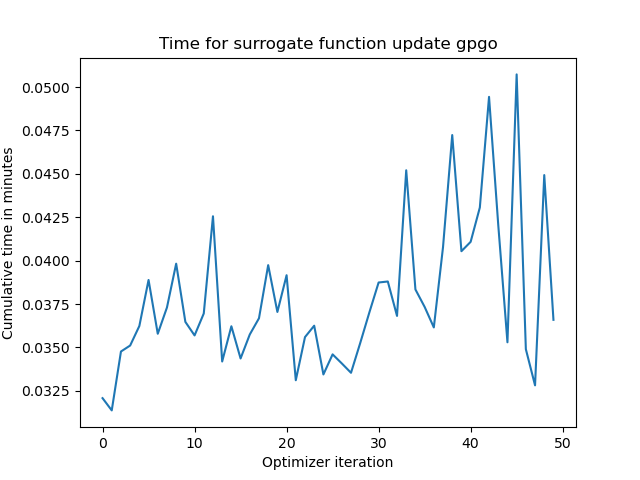 Time for surrogate function update gpgo
Cumulative time in minutes
0.0500
0.0475
0.0450
0.0425
0.0400
0.0375
0.0350
0.0325
0 10 20 30 40 50
Optimizer iteration